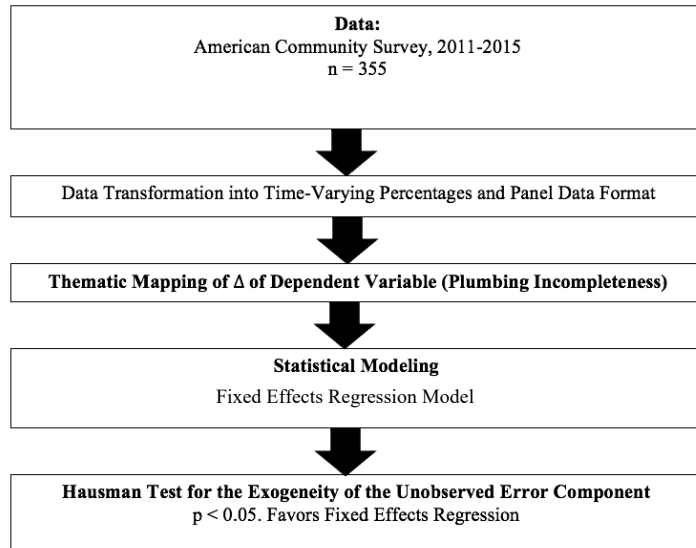 Data:
American Community Survey, 2011-2015
n = 355
Data Transformation into Time-Varying Percentages and Panel Data Format
Thematic Mapping of Δ of Dependent Variable (Plumbing Incompleteness)
Statistical Modeling
Fixed Effects Regression Model
Hausman Test for the Exogeneity of the Unobserved Error Component
p < 0.05. Favors Fixed Effects Regression